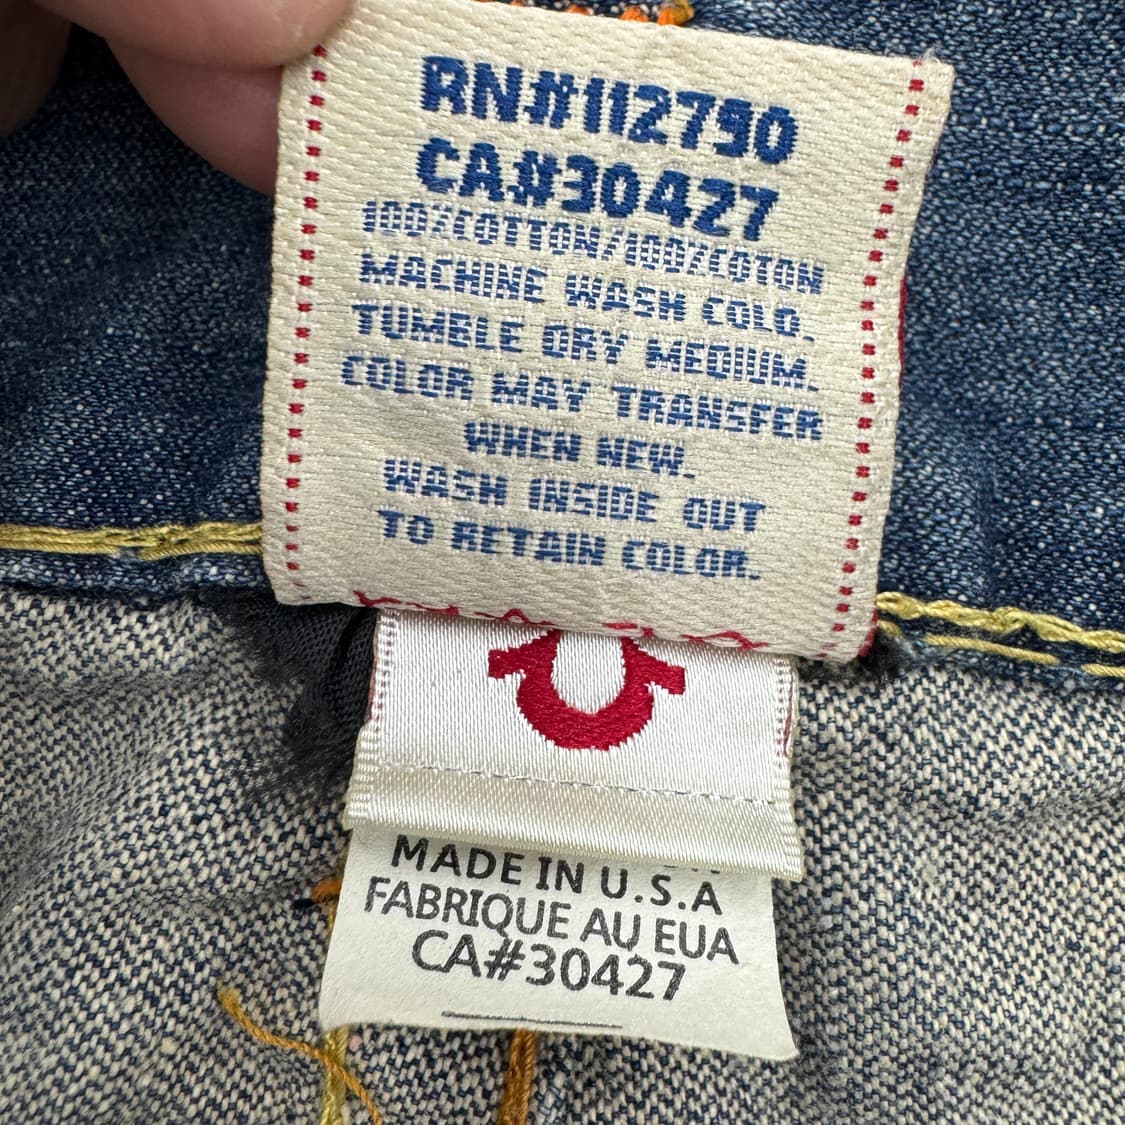 RN#112790
CA#30427
100%COTTON/100%COTON
MACHINE WASH COLD.
TUMBLE DRY MEDIUM.
COLOR MAY TRANSFER
WHEN NEW.
WASH INSIDE OUT
TO RETAIN COLOR.
MADE IN U.S.A
FABRIQUE AU EUA
CA#30427